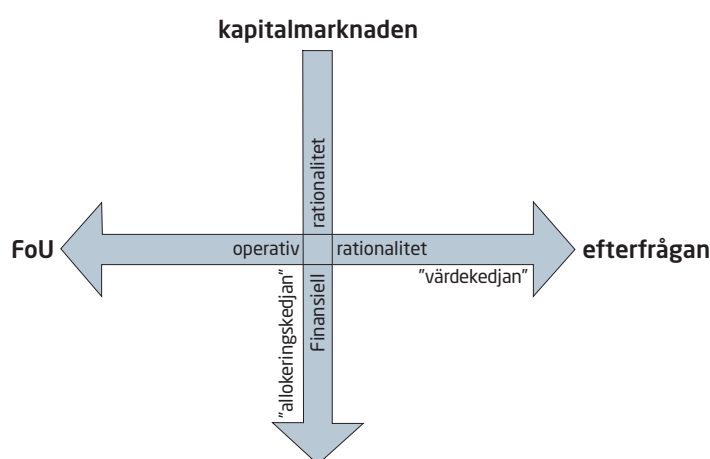 kapitalmarknaden
Finansiell rationalitet
FoU
operativ rationalitet
efterfrågan
"värdekedjan"
"allokeringskedjan"